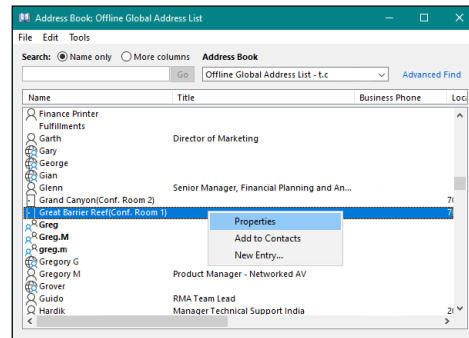 Address Book: Offline Global Address List
File Edit Tools
Search: Name only More columns Address Book
Go Offline Global Address List - t.c Advanced Find
Name Title Business Phone Loc
Finance Printer
Fulfillments
Garth Director of Marketing
Gary
George
Gian
Glenn Senior Manager, Financial Planning and An...
Grand Canyon(Conf. Room 2) 70
Great Barrier Reef(Conf. Room 1) 7
Properties
Greg
Greg.M Add to Contacts
greg.m
New Entry...
Gregory G
Gregory M Product Manager - Networked AV
Grover
Guido RMA Team Lead
Hardik Manager Technical Support India 20